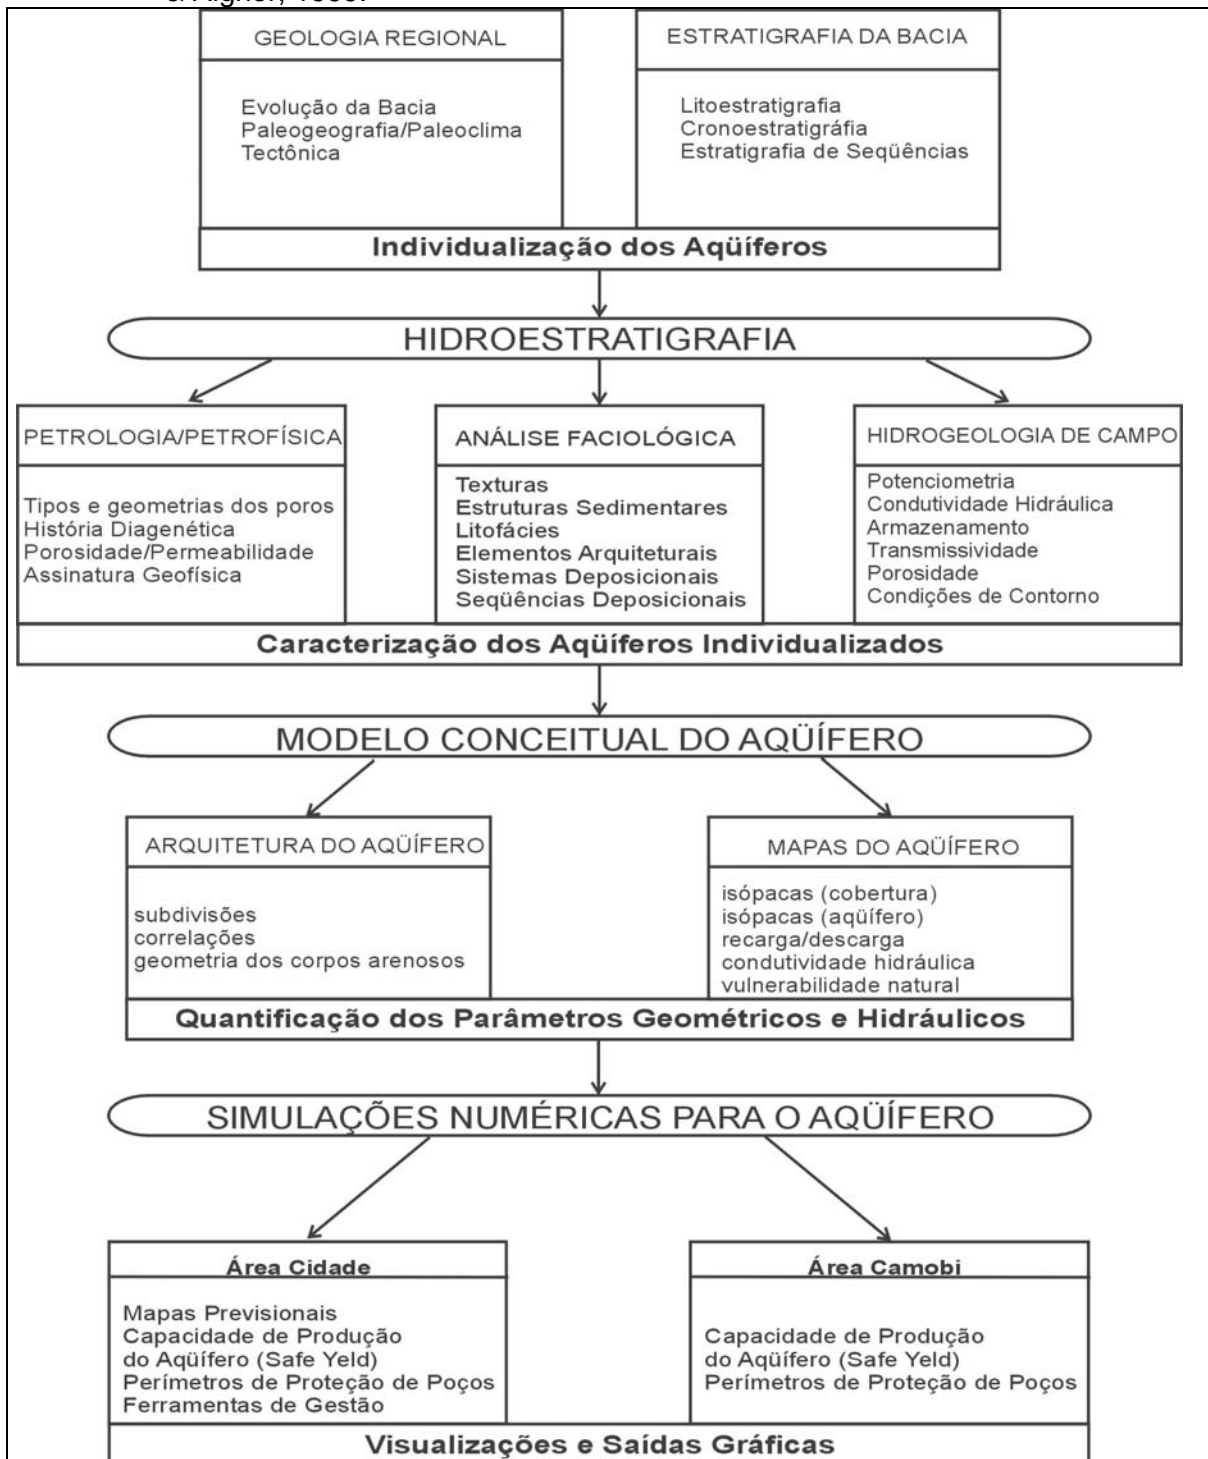 GEOLOGIA REGIONAL
Evolução da Bacia
Paleogeografia/Paleoclima
Tectônica
ESTRATIGRAFIA DA BACIA
Litoestratigrafia
Cronoestratigráfia
Estratigrafia de Seqüências
Individualização dos Aqüíferos
HIDROESTRATIGRAFIA
PETROLOGIA/PETROFÍSICA
Tipos e geometrias dos poros
História Diagenética
Porosidade/Permeabilidade
Assinatura Geofísica
ANÁLISE FACIOLÓGICA
Texturas
Estruturas Sedimentares
Litofácies
Elementos Arquiteturais
Sistemas Deposicionais
Seqüências Deposicionais
HIDROGEOLOGIA DE CAMPO
Potenciometria
Condutividade Hidráulica
Armazenamento
Transmissividade
Porosidade
Condições de Contorno
Caracterização dos Aqüíferos Individualizados
MODELO CONCEITUAL DO AQÜÍFERO
ARQUITETURA DO AQÜÍFERO
subdivisões
correlações
geometria dos corpos arenosos
MAPAS DO AQÜÍFERO
isópacas (cobertura)
isópacas (aqüífero)
recarga/descarga
condutividade hidráulica
vulnerabilidade natural
Quantificação dos Parâmetros Geométricos e Hidráulicos
SIMULAÇÕES NUMÉRICAS PARA O AQÜÍFERO
Área Cidade
Mapas Previsionais
Capacidade de Produção
do Aqüífero (Safe Yeld)
Perímetros de Proteção de Poços
Ferramentas de Gestão
Área Camobi
Capacidade de Produção
do Aqüífero (Safe Yeld)
Perímetros de Proteção de Poços
Visualizações e Saídas Gráficas